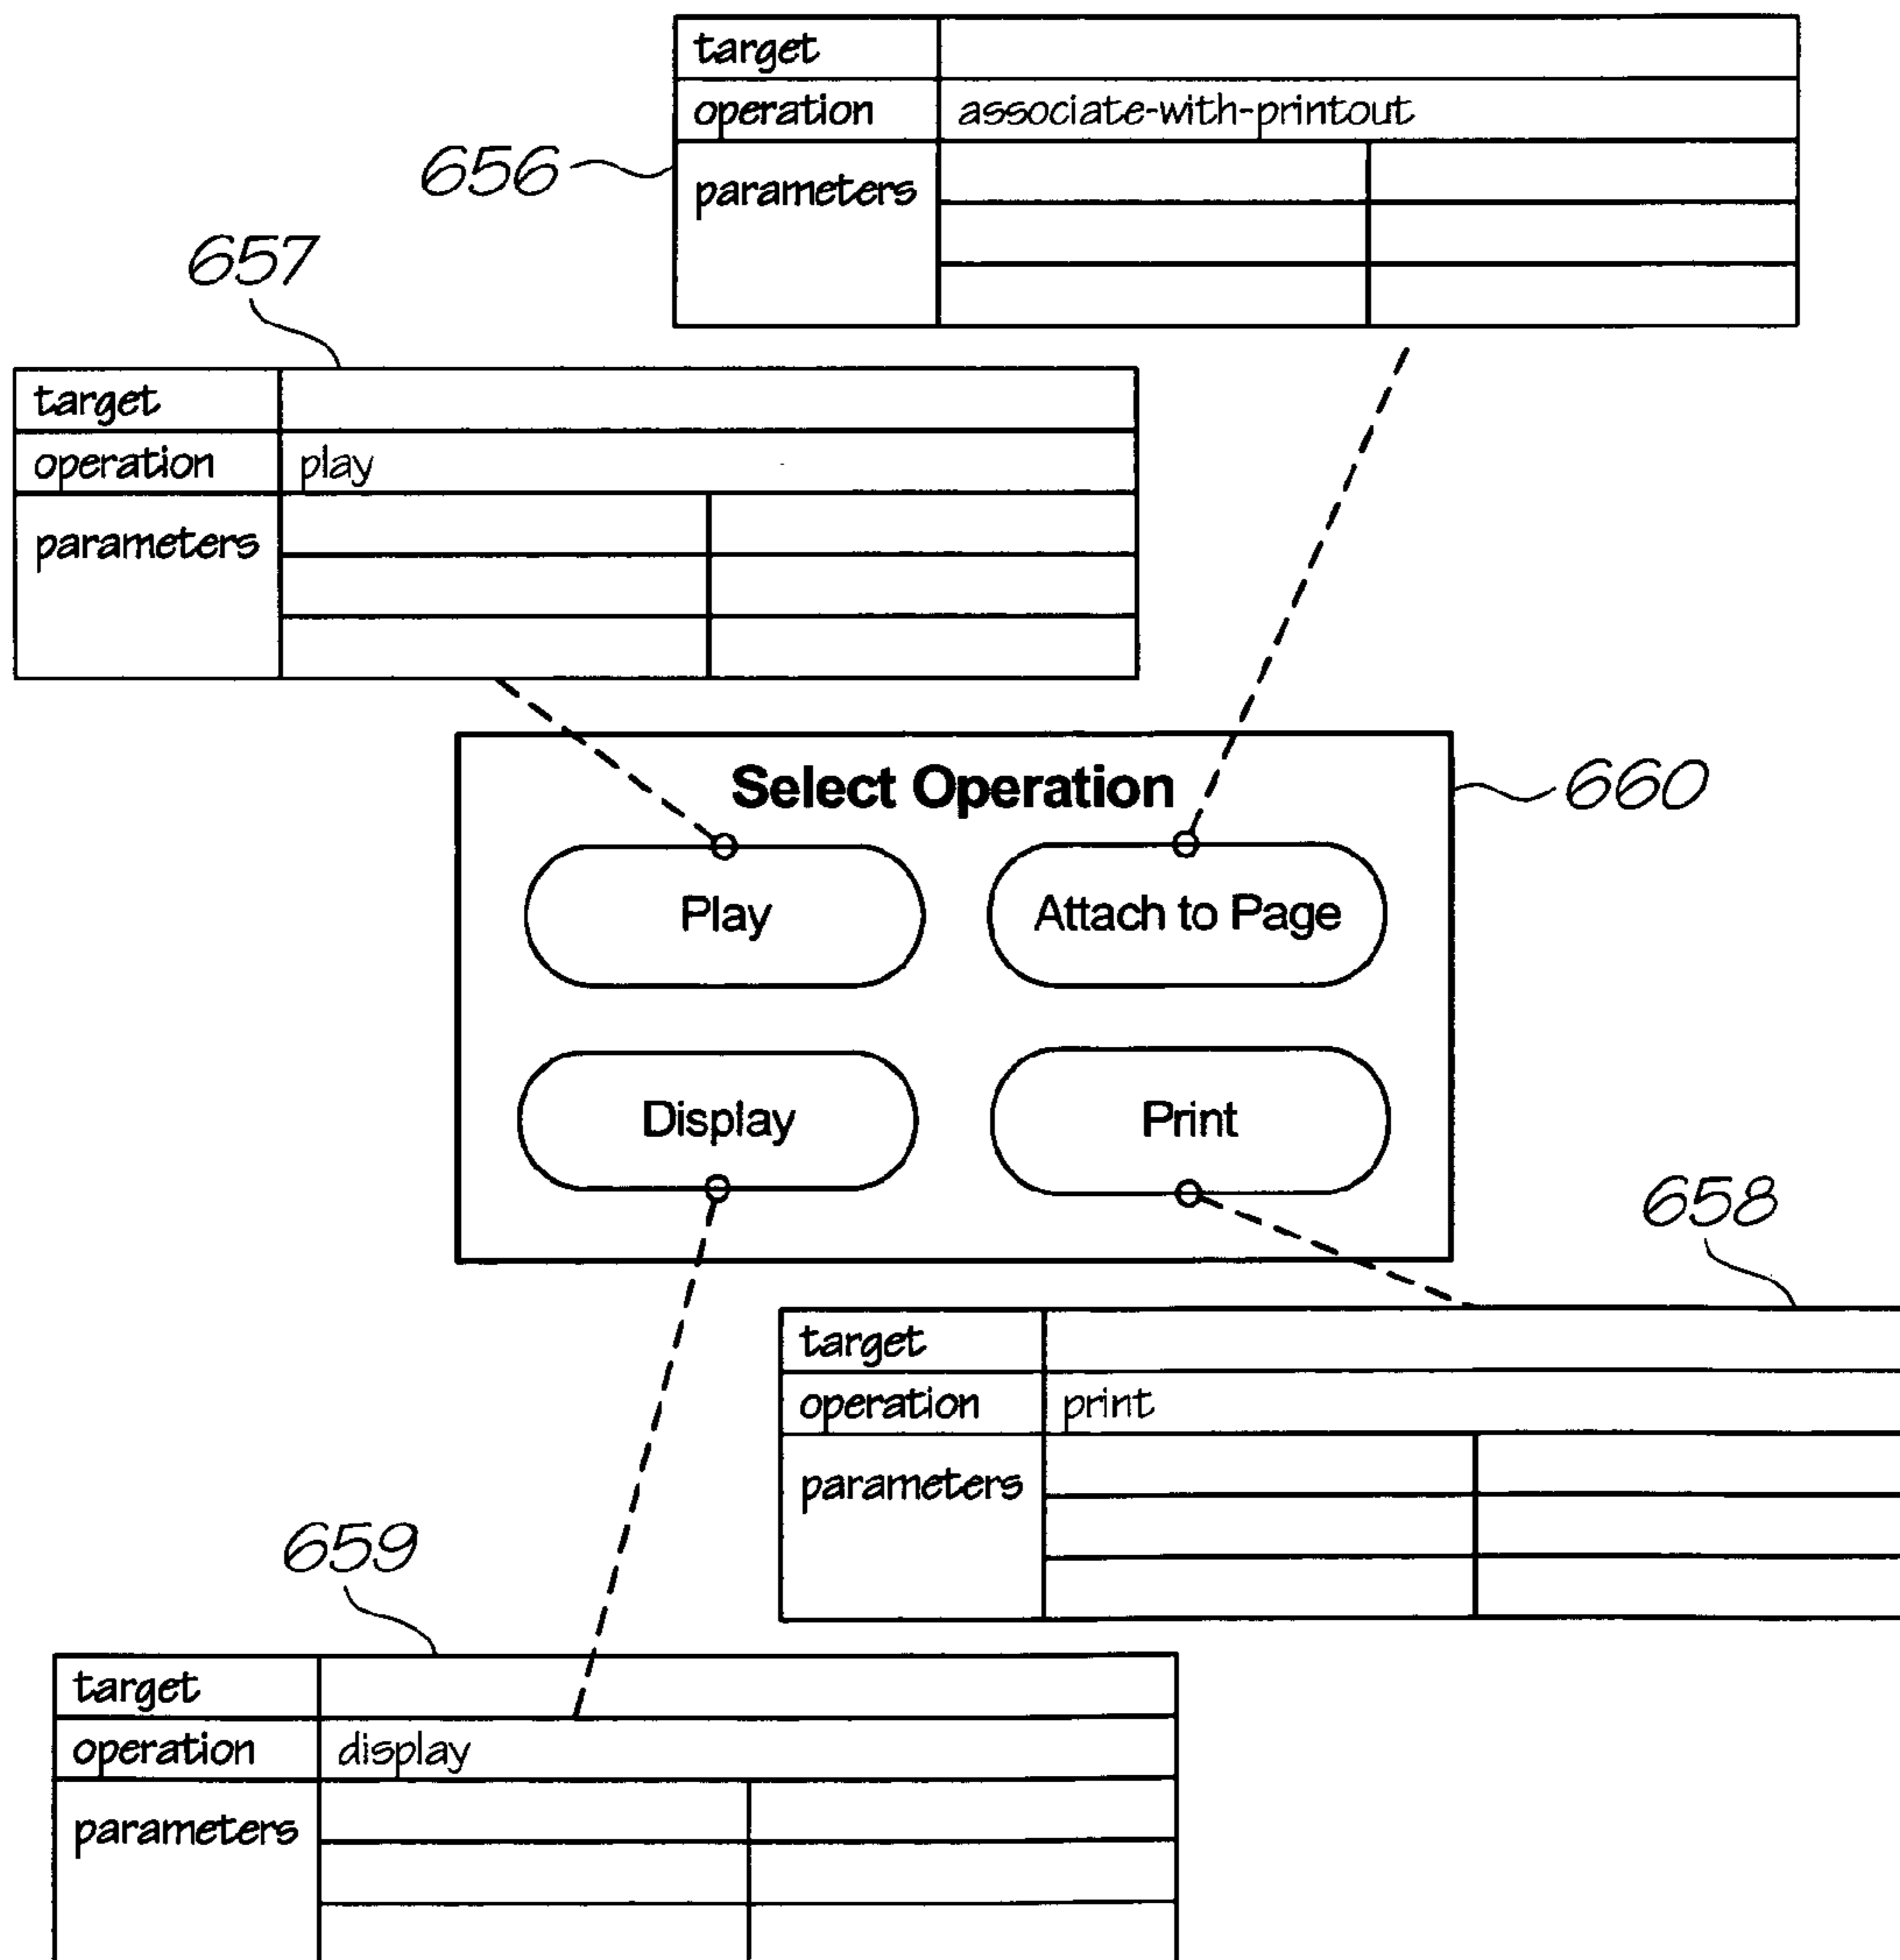 target
operation associate-with-printout
656
parameters
657
target
operation play
parameters
Select Operation
660
Play Attach to Page
Display Print
658
target
operation print
parameters
659
target
operation display
parameters